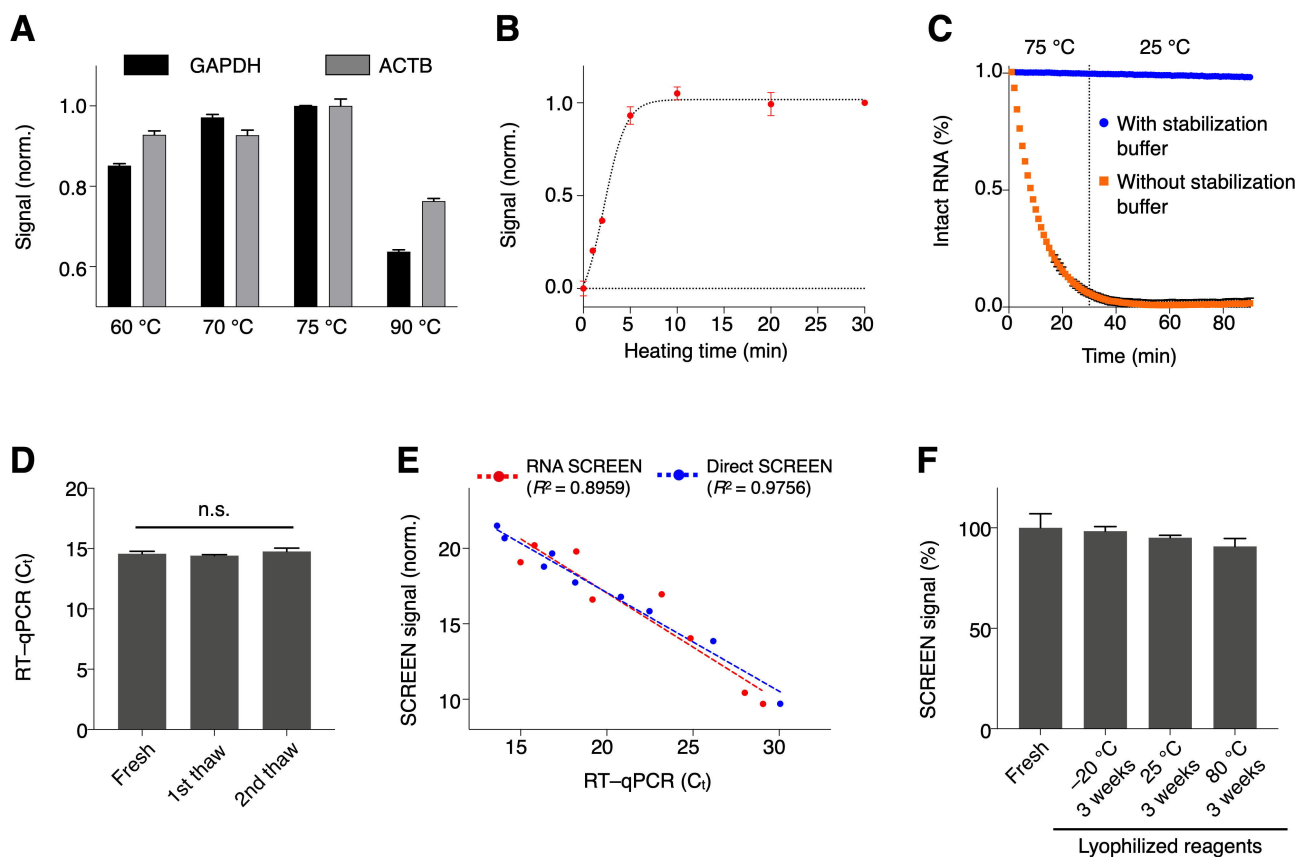 A
GAPDH
ACTB
Signal (norm.)
1.0
0.8
0.6
60 °C
70 °C
75 °C
90 °C
B
Signal (norm.)
1.0
0.5
0.0
0
5
10
15
20
25
30
Heating time (min)
C
75 °C
25 °C
Intact RNA (%)
1.0
0.5
0.0
With stabilization
buffer
Without stabilization
buffer
0
20
40
60
80
Time (min)
D
RT–qPCR (Ct)
20
15
10
5
0
n.s.
Fresh
1st thaw
2nd thaw
E
RNA SCREEN
(R² = 0.8959)
Direct SCREEN
(R² = 0.9756)
SCREEN signal (norm.)
20
15
10
15
20
25
30
RT–qPCR (Ct)
F
SCREEN signal (%)
100
50
0
Fresh
–20 °C
3 weeks
25 °C
3 weeks
80 °C
3 weeks
Lyophilized reagents